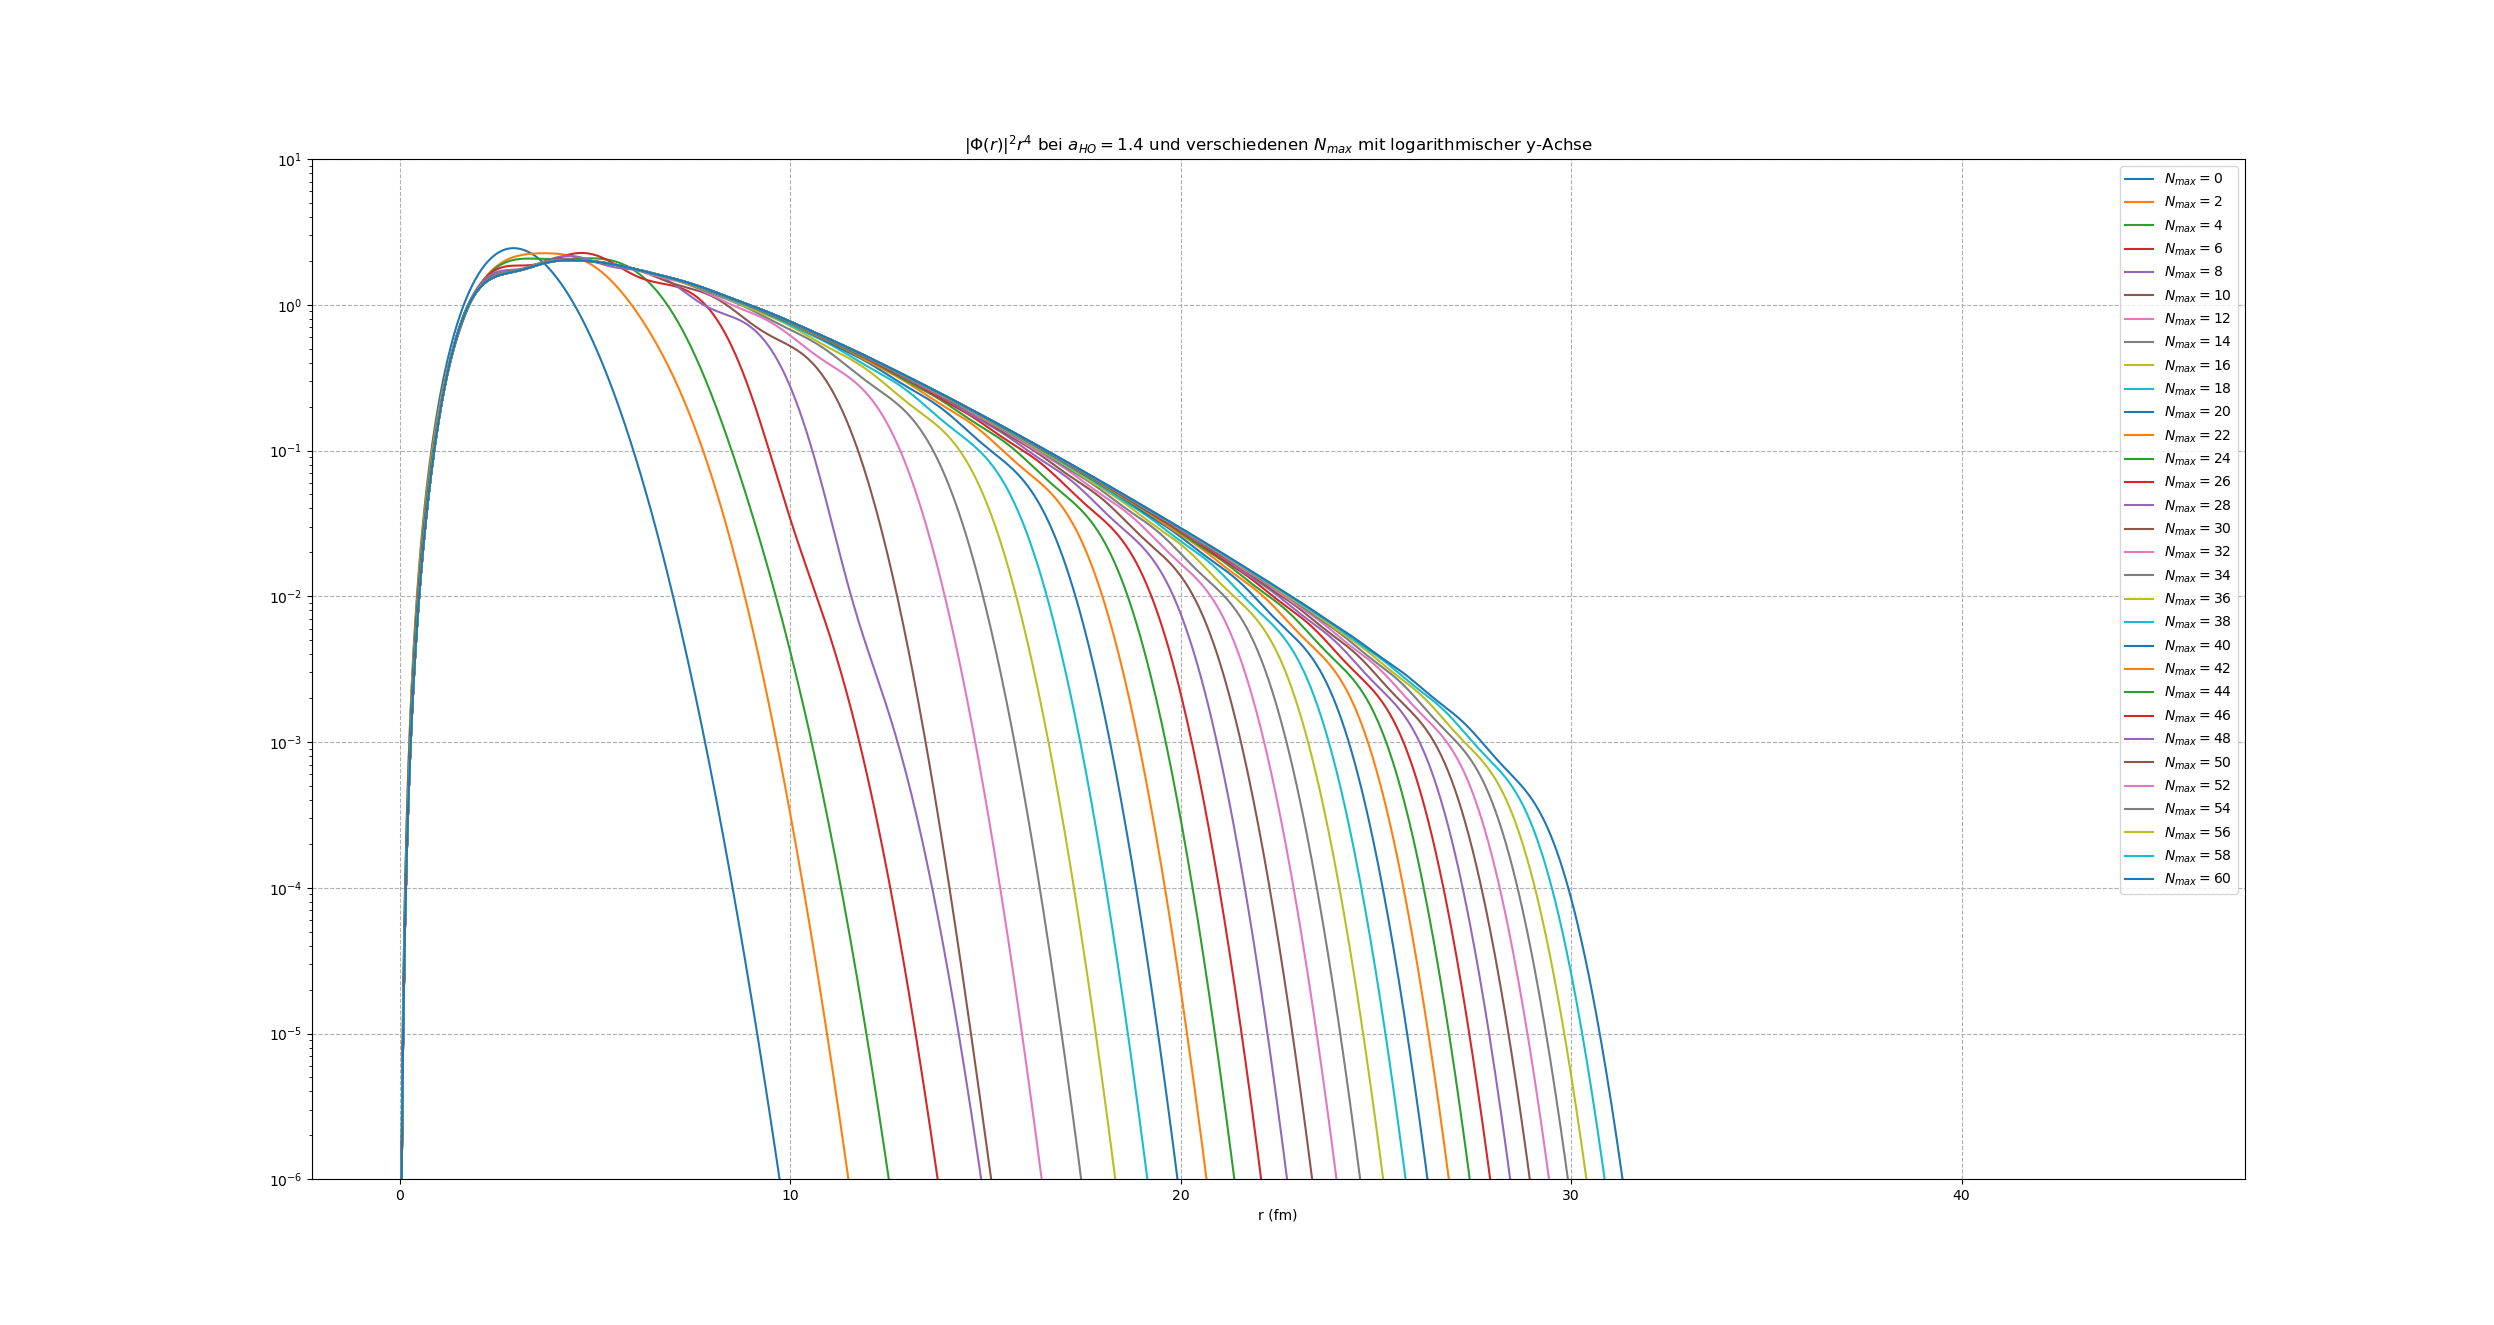 |Φ(r)|²r⁴ bei a_HO = 1.4 und verschiedenen N_max mit logarithmischer y-Achse
10¹
10⁰
10⁻¹
10⁻²
10⁻³
10⁻⁴
10⁻⁵
10⁻⁶
0 10 20 30 40
r (fm)
N_max = 0
N_max = 2
N_max = 4
N_max = 6
N_max = 8
N_max = 10
N_max = 12
N_max = 14
N_max = 16
N_max = 18
N_max = 20
N_max = 22
N_max = 24
N_max = 26
N_max = 28
N_max = 30
N_max = 32
N_max = 34
N_max = 36
N_max = 38
N_max = 40
N_max = 42
N_max = 44
N_max = 46
N_max = 48
N_max = 50
N_max = 52
N_max = 54
N_max = 56
N_max = 58
N_max = 60